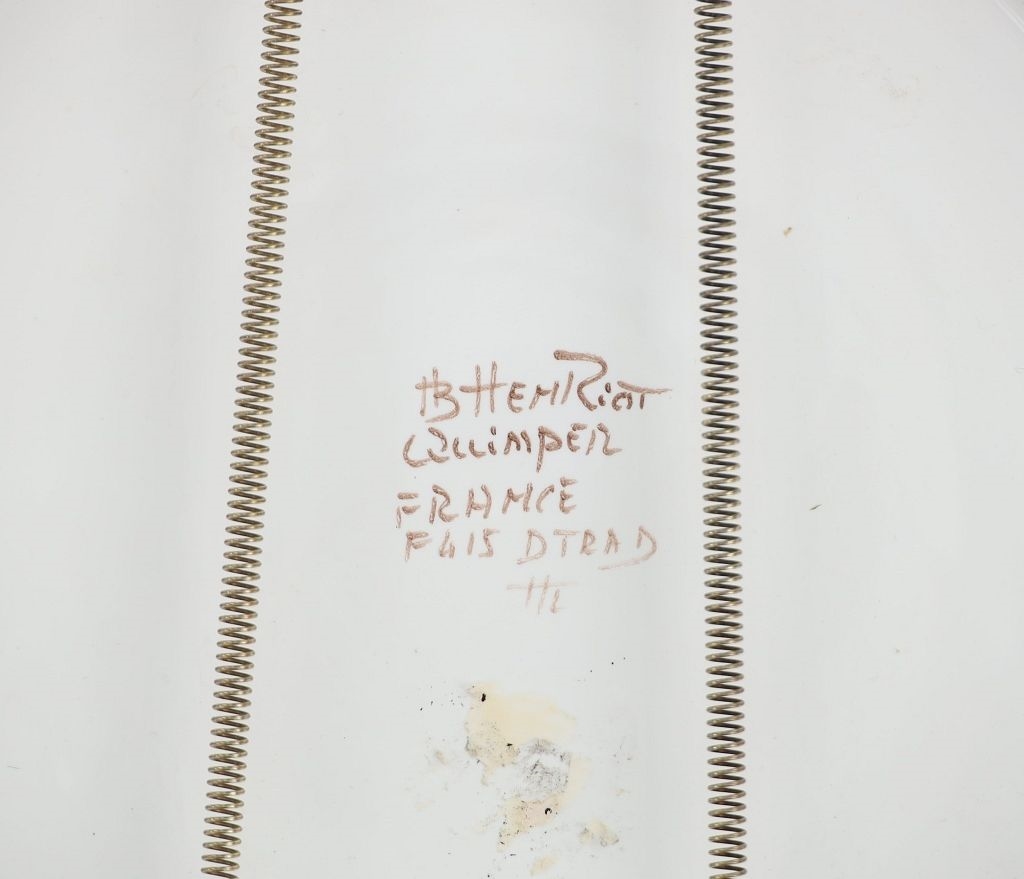 HB HENRiOT
QUiMPER
FRANCE
F415 DTRAD